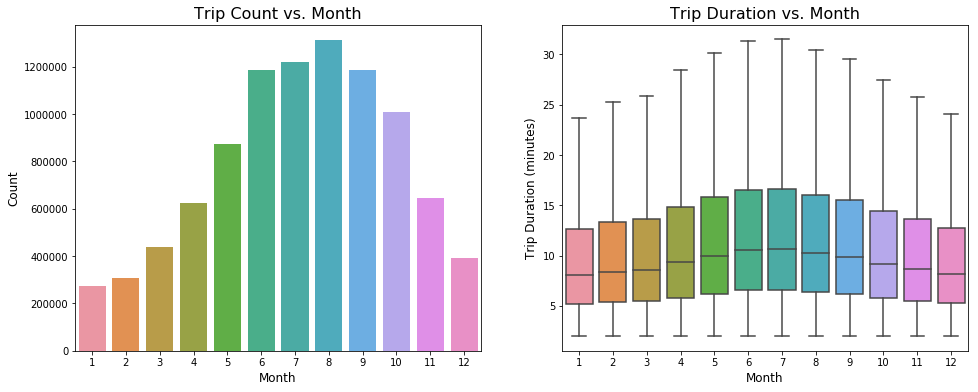 Trip Count vs. Month
Count
1200000
1000000
800000
600000
400000
200000
0
1 2 3 4 5 6 7 8 9 10 11 12
Month
Trip Duration vs. Month
Trip Duration (minutes)
30
25
20
15
10
5
1 2 3 4 5 6 7 8 9 10 11 12
Month